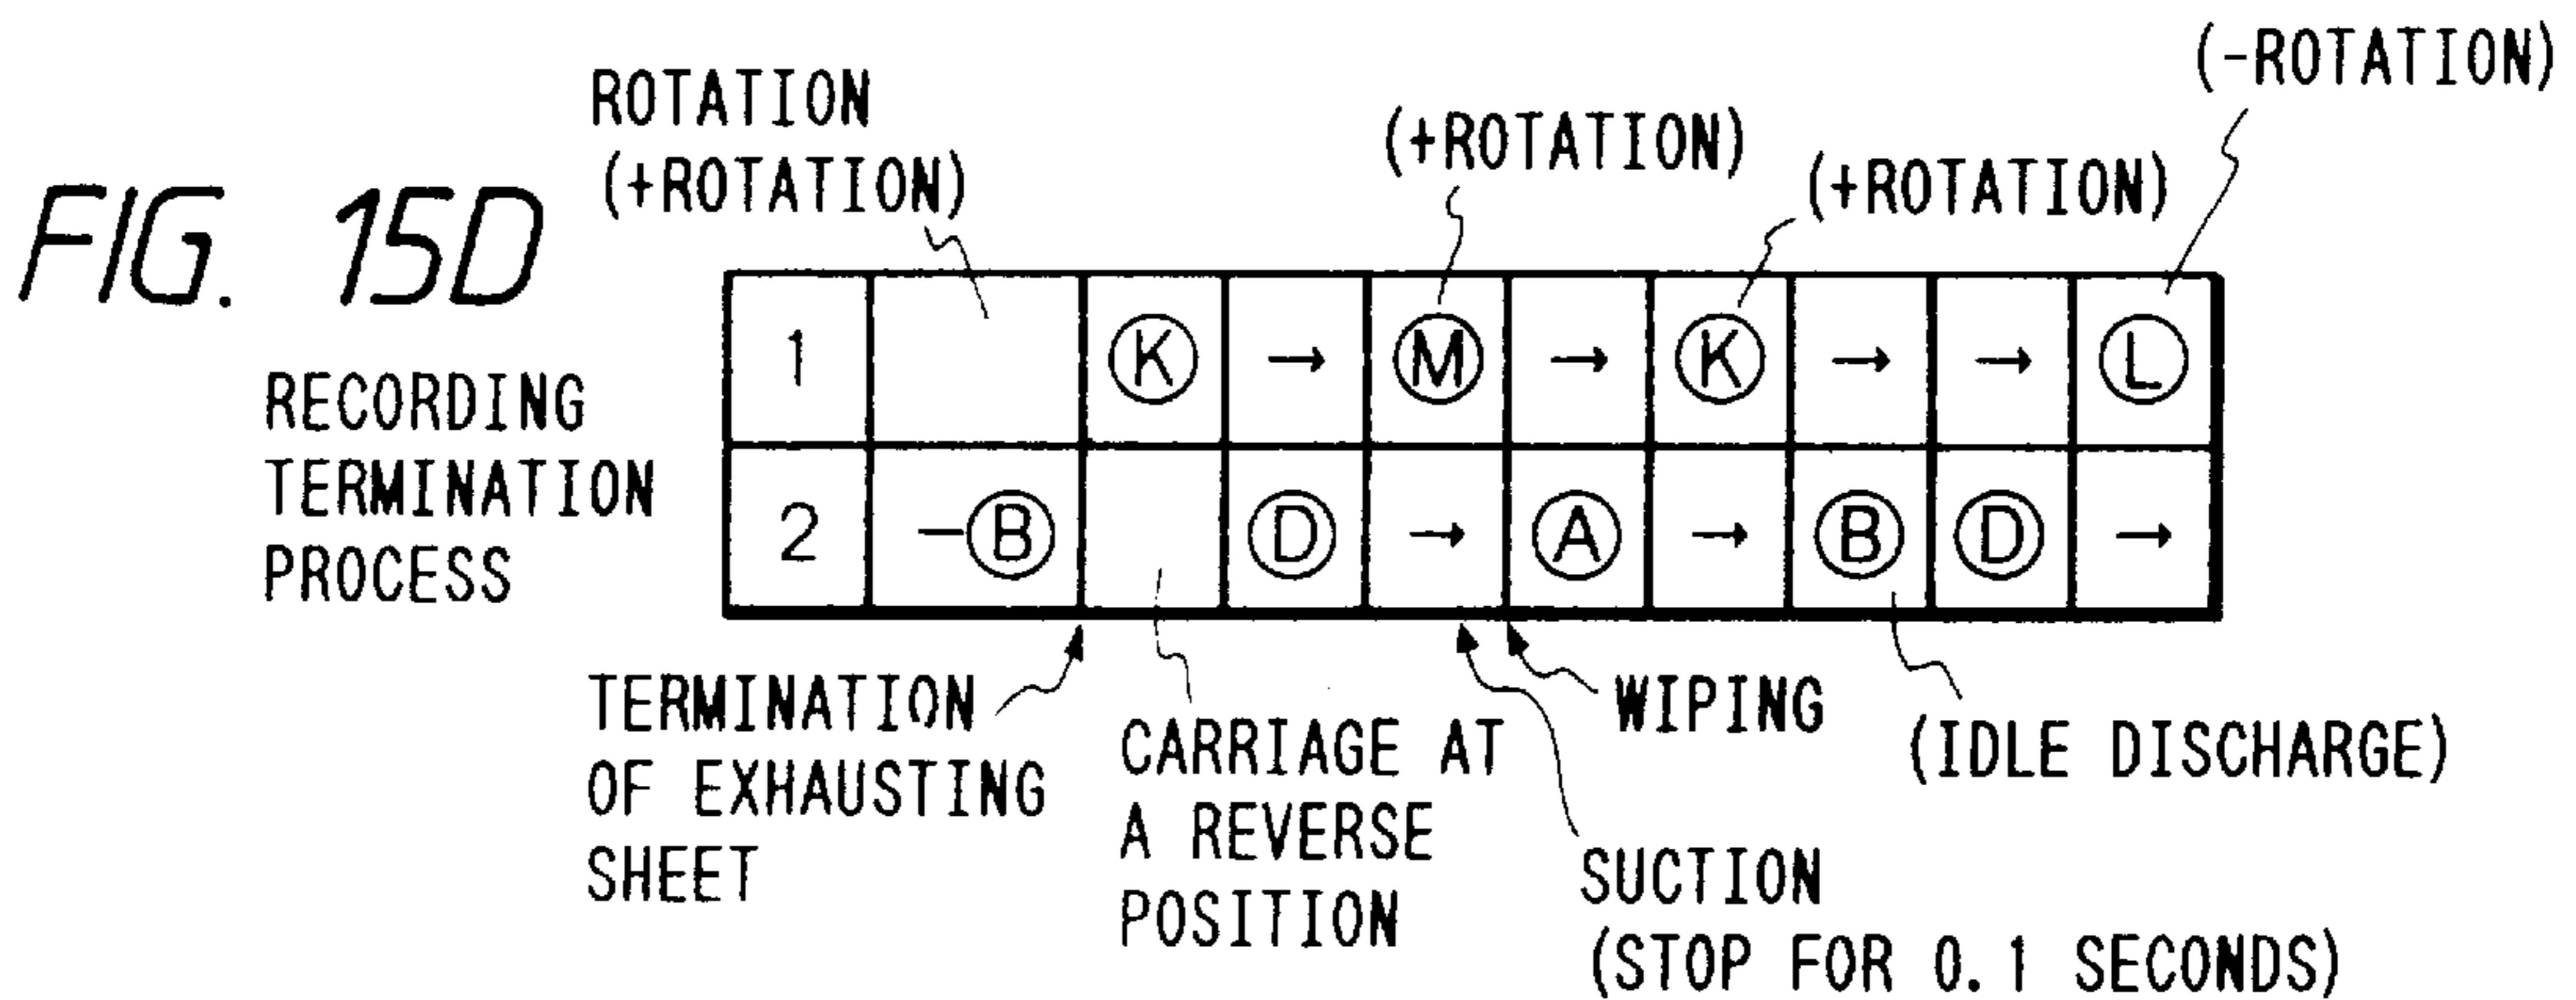 FIG. 15D
RECORDING
TERMINATION
PROCESS
ROTATION
(+ROTATION)
(+ROTATION)
(+ROTATION)
(-ROTATION)
1 K → M → K → → L
2 -B D → A → B D →
TERMINATION
OF EXHAUSTING
SHEET
CARRIAGE AT
A REVERSE
POSITION
WIPING
SUCTION
(STOP FOR 0.1 SECONDS)
(IDLE DISCHARGE)